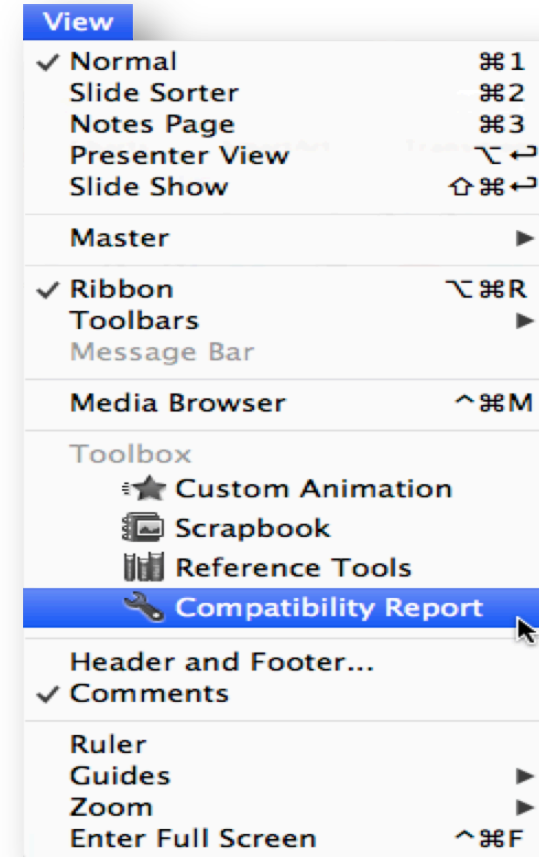 View
✓ Normal ⌘1
Slide Sorter ⌘2
Notes Page ⌘3
Presenter View ⌥↩
Slide Show ⇧⌘↩
Master ▶
✓ Ribbon ⌥⌘R
Toolbars ▶
Message Bar
Media Browser ^⌘M
Toolbox
Custom Animation
Scrapbook
Reference Tools
Compatibility Report
Header and Footer...
✓ Comments
Ruler
Guides ▶
Zoom ▶
Enter Full Screen ^⌘F